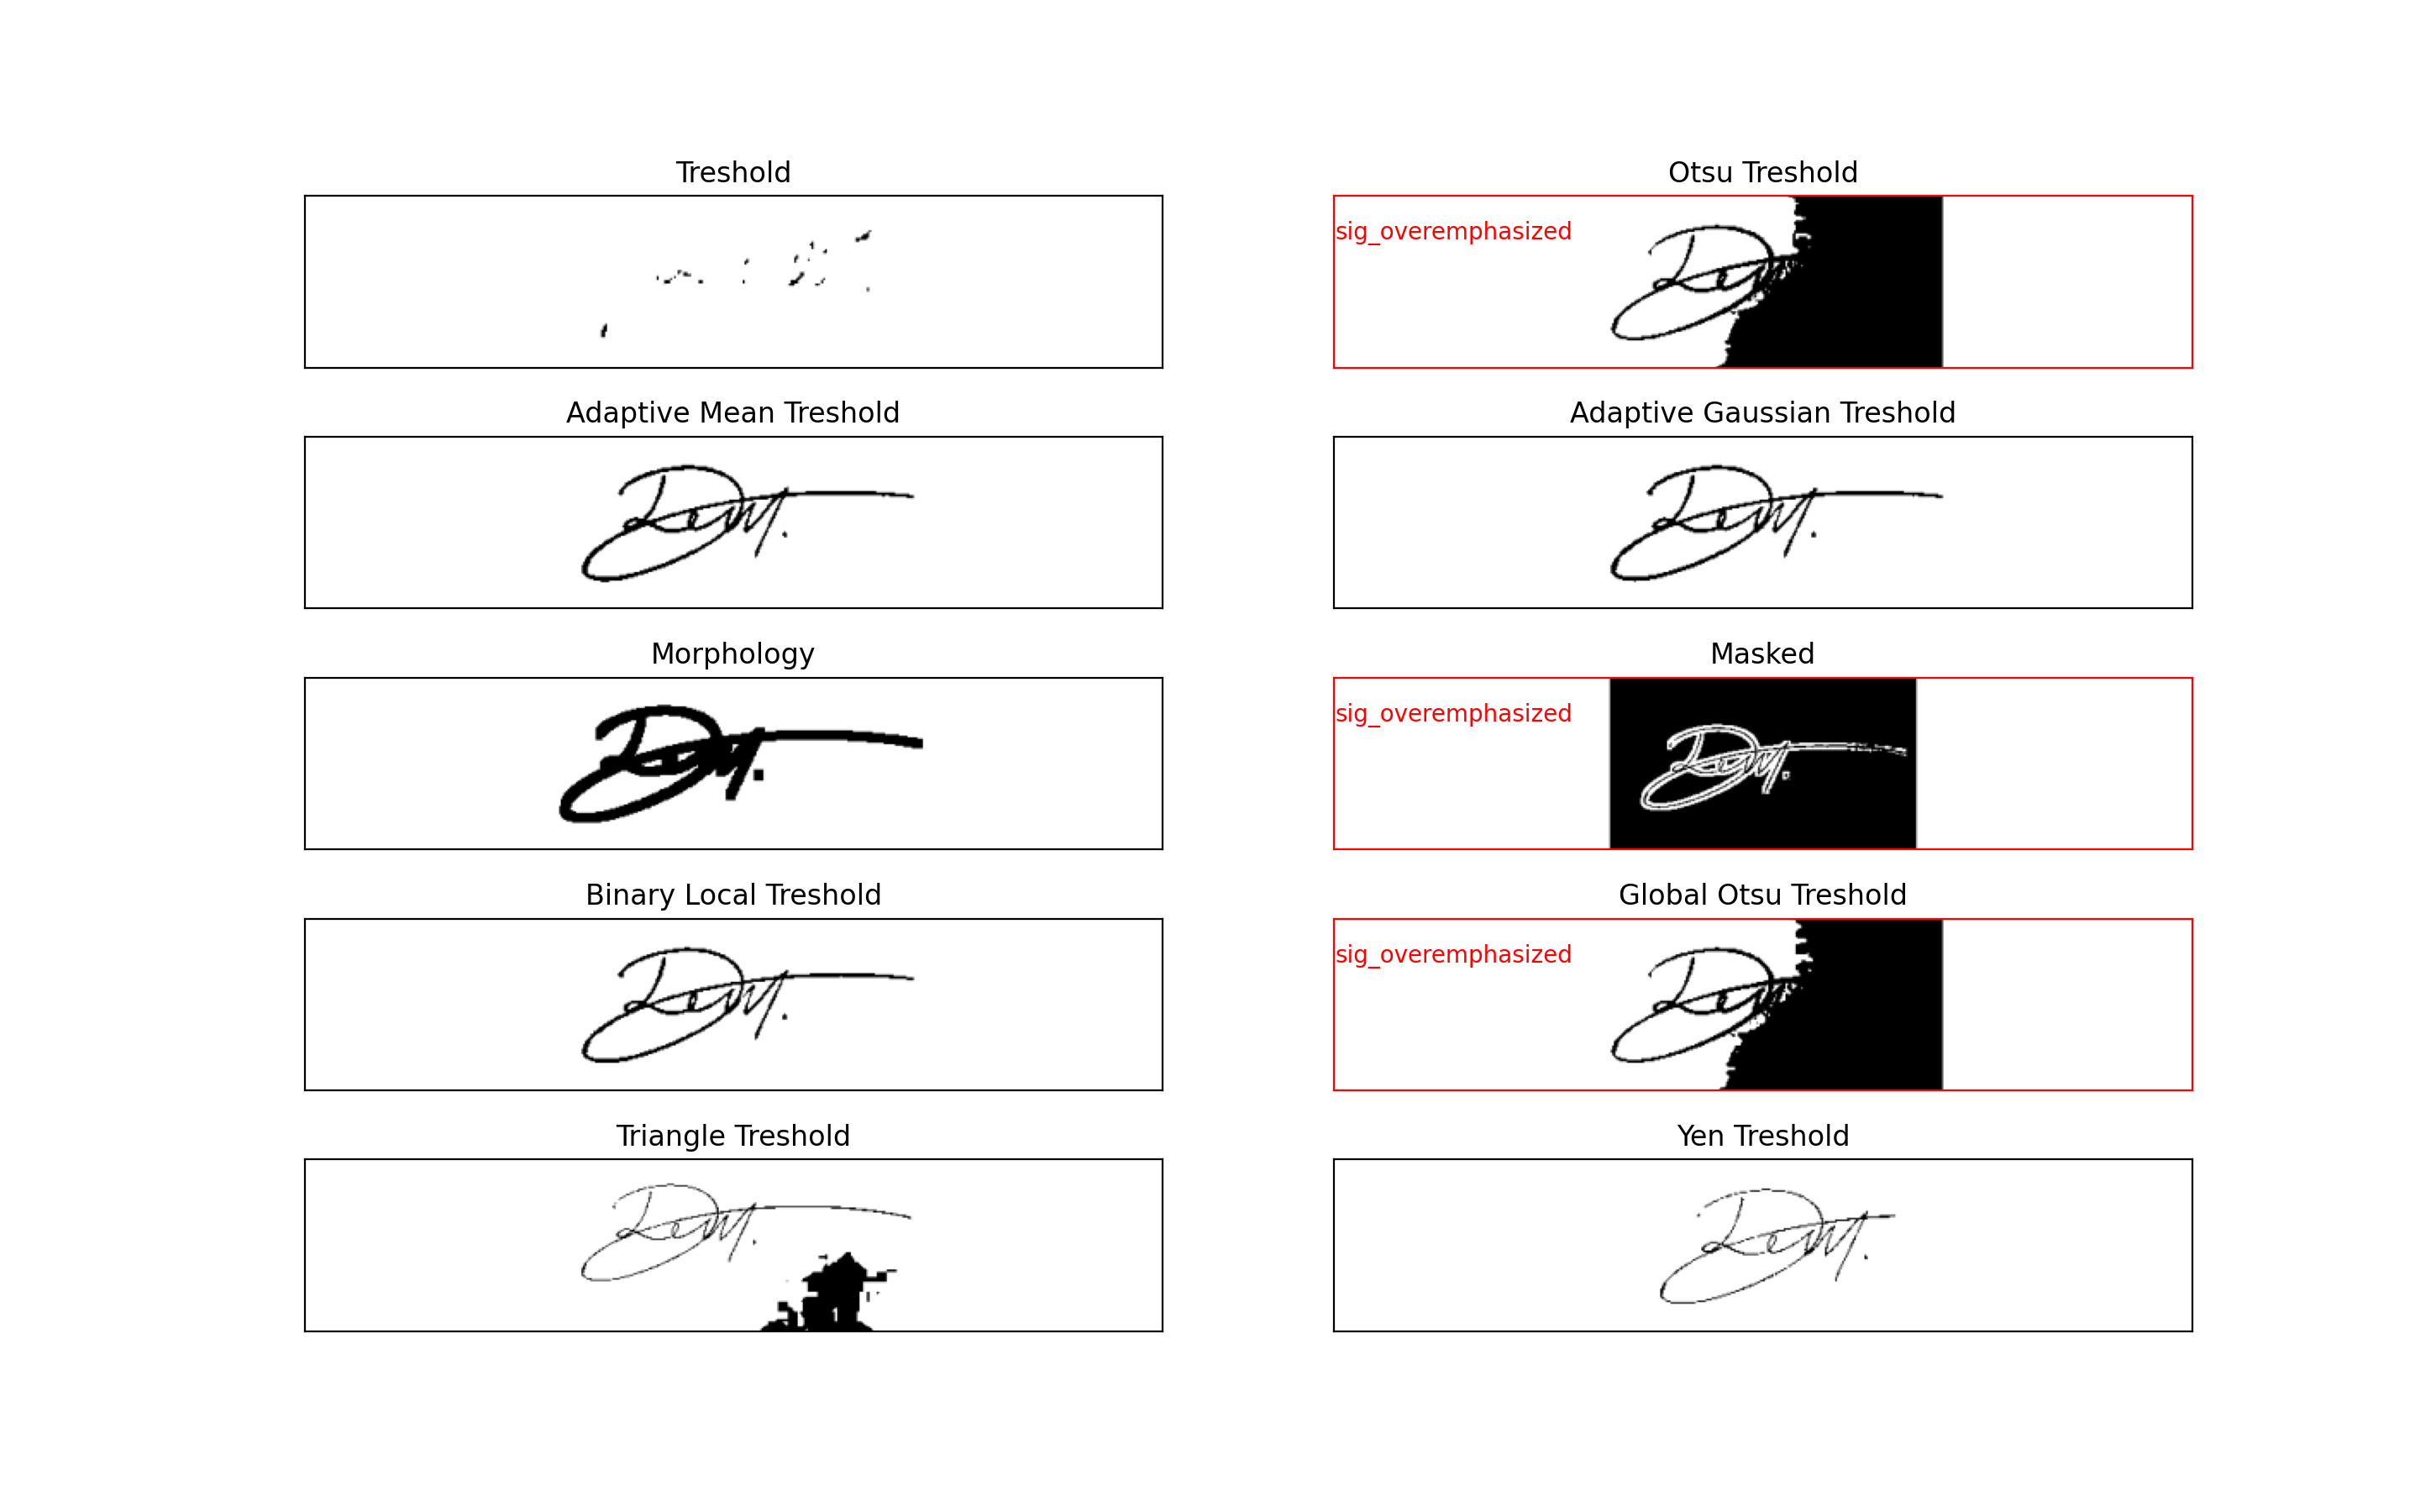 Treshold
Otsu Treshold
sig_overemphasized
Adaptive Mean Treshold
Adaptive Gaussian Treshold
Morphology
Masked
sig_overemphasized
Binary Local Treshold
Global Otsu Treshold
sig_overemphasized
Triangle Treshold
Yen Treshold